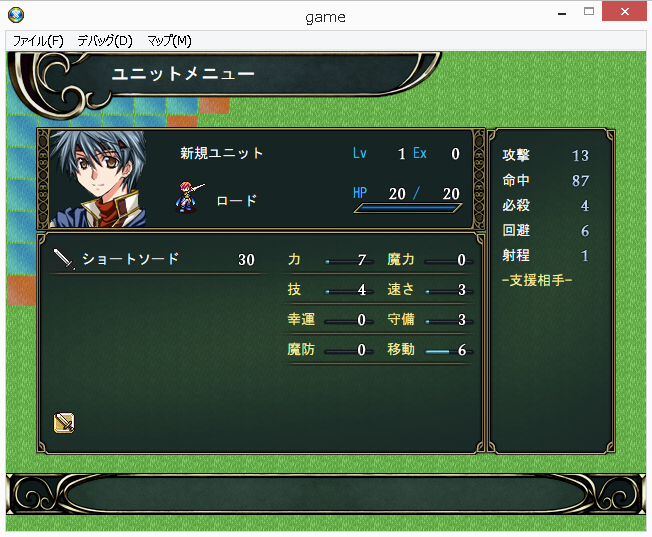 game
ファイル(F) デバッグ(D) マップ(M)
ユニットメニュー
新規ユニット Lv 1 Ex 0
ロード HP 20 / 20
ショートソード 30
力 7 魔力 0
技 4 速さ 3
幸運 0 守備 3
魔防 0 移動 6
攻撃 13
命中 87
必殺 4
回避 6
射程 1
-支援相手-